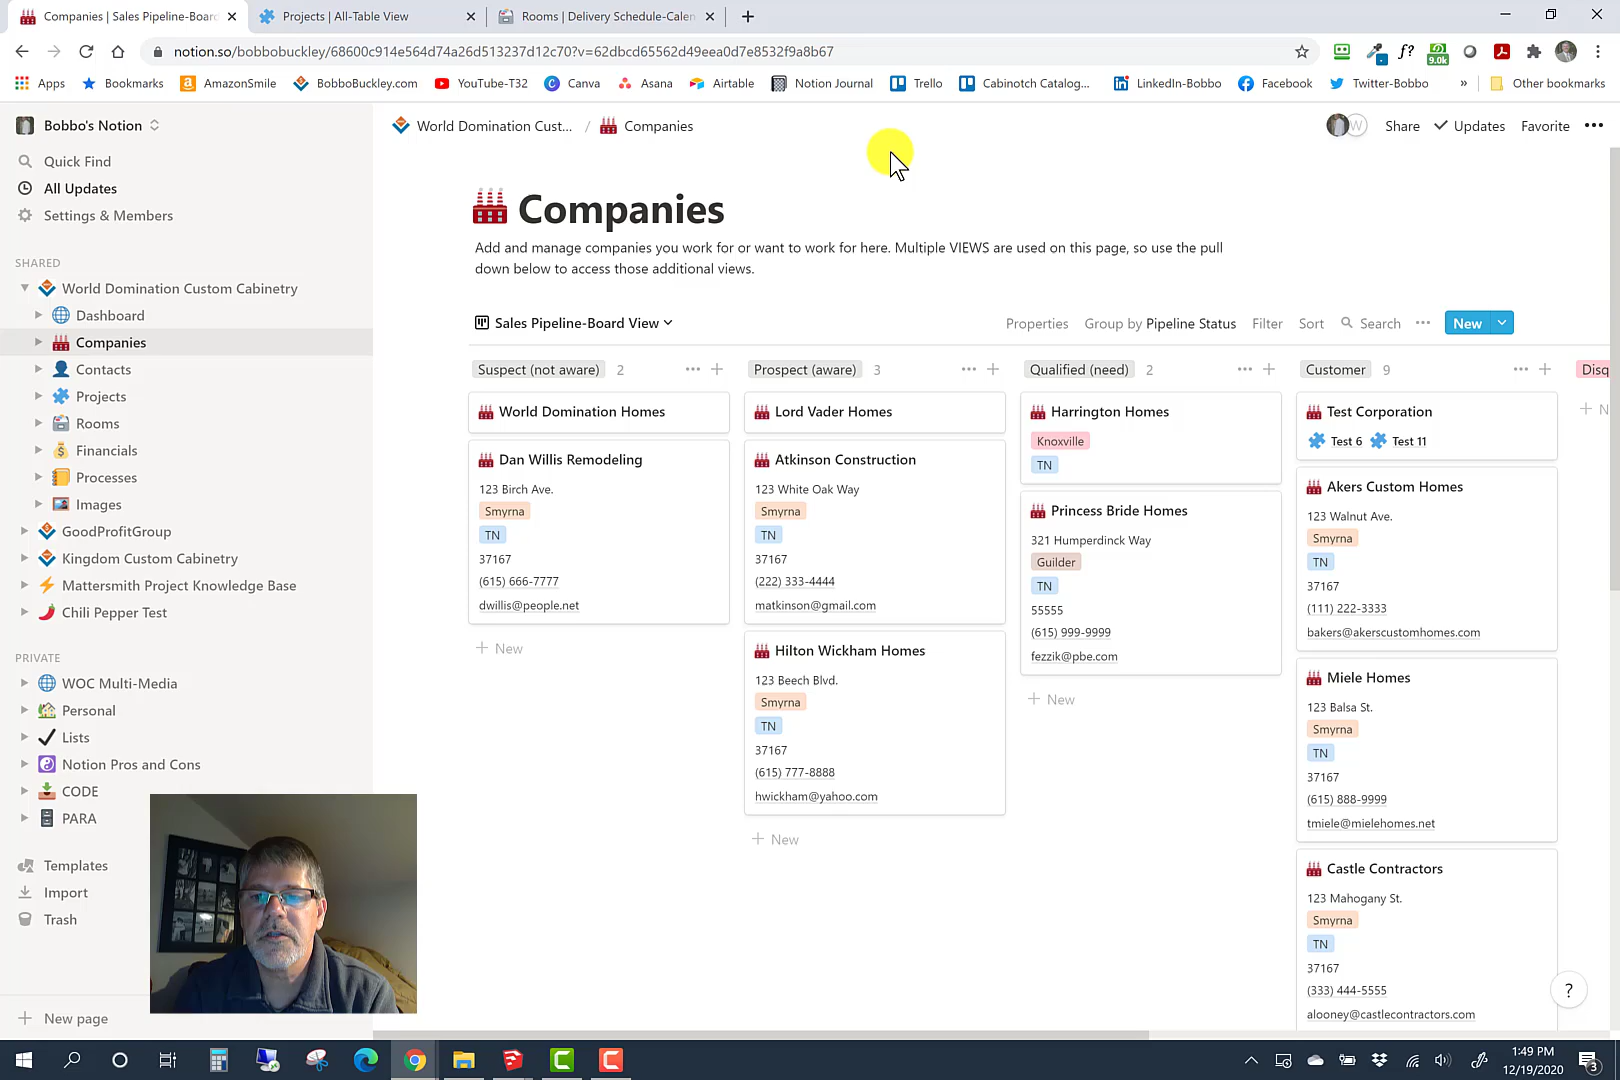 Companies | Sales Pipeline-Board
Projects | All-Table View
Rooms | Delivery Schedule-Calen
notion.so/bobbobuckley/68600c914e564d74a26d513237d12c70?v=62dbcd65562d49eea0d7e8532f9a8b67
f?
9.0k
Apps
Bookmarks
AmazonSmile
BobboBuckley.com
YouTube-T32
Canva
Asana
Airtable
Notion Journal
Trello
Cabinotch Catalog...
LinkedIn-Bobbo
Facebook
Twitter-Bobbo
»
Other bookmarks
Bobbo's Notion
Quick Find
All Updates
Settings & Members
SHARED
World Domination Custom Cabinetry
Dashboard
Companies
Contacts
Projects
Rooms
Financials
Processes
Images
GoodProfitGroup
Kingdom Custom Cabinetry
Mattersmith Project Knowledge Base
Chili Pepper Test
PRIVATE
WOC Multi-Media
Personal
Lists
Notion Pros and Cons
CODE
PARA
Templates
Import
Trash
New page
World Domination Cust... / Companies
W
Share
Updates
Favorite
Companies
Add and manage companies you work for or want to work for here. Multiple VIEWS are used on this page, so use the pull
down below to access those additional views.
Sales Pipeline-Board View
Properties
Group by Pipeline Status
Filter
Sort
Search
New
Suspect (not aware) 2
World Domination Homes
Dan Willis Remodeling
123 Birch Ave.
Smyrna
TN
37167
(615) 666-7777
dwillis@people.net
New
Prospect (aware) 3
Lord Vader Homes
Atkinson Construction
123 White Oak Way
Smyrna
TN
37167
(222) 333-4444
matkinson@gmail.com
Hilton Wickham Homes
123 Beech Blvd.
Smyrna
TN
37167
(615) 777-8888
hwickham@yahoo.com
New
Qualified (need) 2
Harrington Homes
Knoxville
TN
Princess Bride Homes
321 Humperdinck Way
Guilder
TN
55555
(615) 999-9999
fezzik@pbe.com
New
Customer 9
Test Corporation
Test 6 Test 11
Akers Custom Homes
123 Walnut Ave.
Smyrna
TN
37167
(111) 222-3333
bakers@akerscustomhomes.com
Miele Homes
123 Balsa St.
Smyrna
TN
37167
(615) 888-9999
tmiele@mielehomes.net
Castle Contractors
123 Mahogany St.
Smyrna
TN
37167
(333) 444-5555
alooney@castlecontractors.com
Disq
N
?
1:49 PM
12/19/2020
3